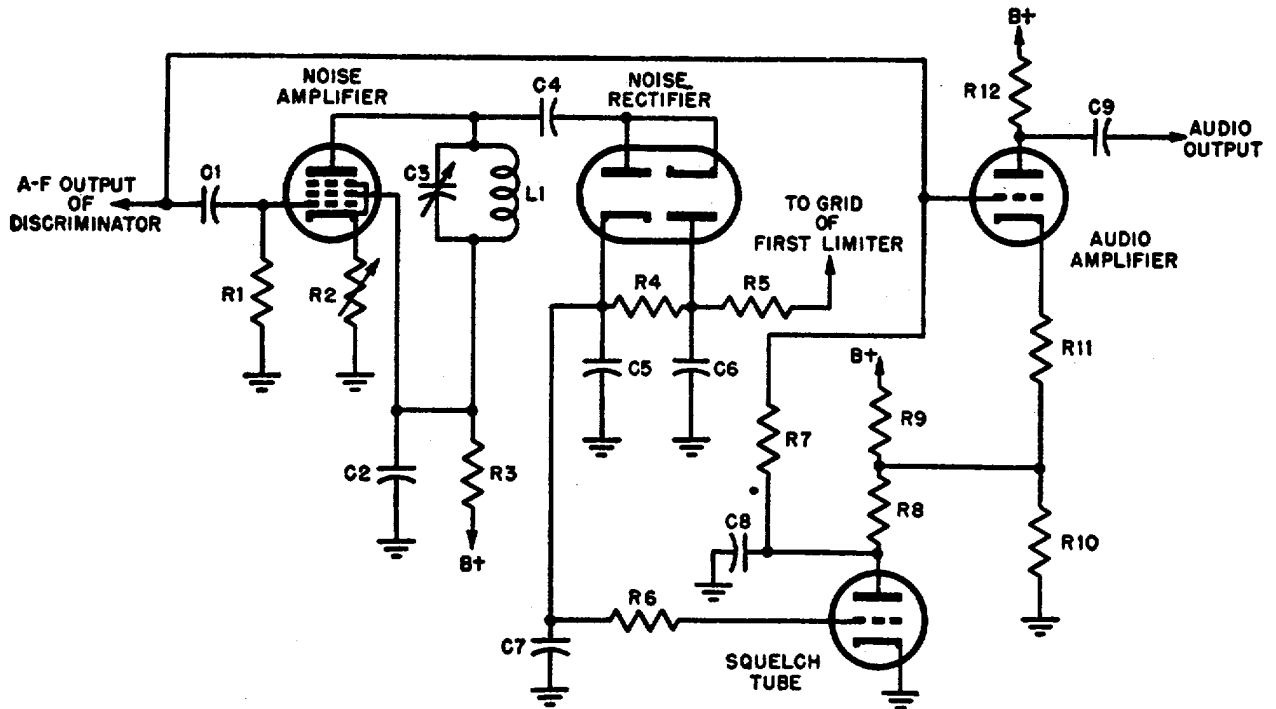 B+
R12
C9
AUDIO
OUTPUT
NOISE
AMPLIFIER
C4
NOISE
RECTIFIER
A-F OUTPUT
OF
DISCRIMINATOR
C1
C3
L1
TO GRID
OF
FIRST LIMITER
AUDIO
AMPLIFIER
R1
R2
R4
R5
C5
C6
B+
R11
R9
R7
C2
R3
B+
C8
R8
R10
R6
C7
SQUELCH
TUBE